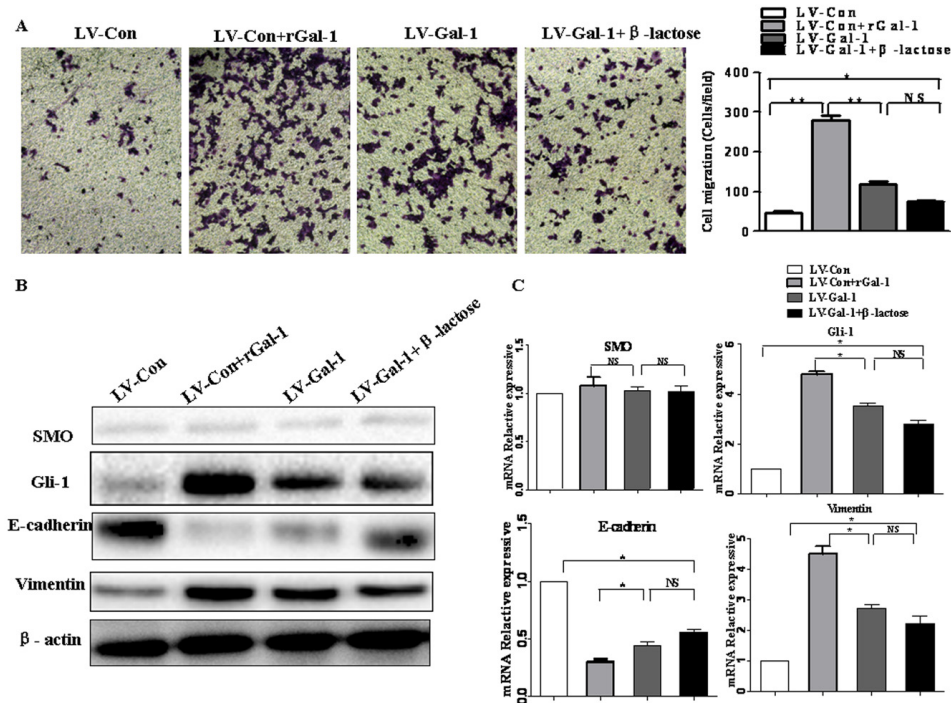 A
LV-Con
LV-Con+rGal-1
LV-Gal-1
LV-Gal-1+β-lactose
LV-Con
LV-Con+rGal-1
LV-Gal-1
LV-Gal-1+β-lactose
Cell migration (Cells/field)
400
300
200
100
0
*
**
**
NS
B
LV-Con
LV-Con+rGal-1
LV-Gal-1
LV-Gal-1+β-lactose
SMO
Gli-1
E-cadherin
Vimentin
β-actin
C
LV-Con
LV-Con+rGal-1
LV-Gal-1
LV-Gal-1+β-lactose
SMO
mRNA Relactive expressive
1.5
1.0
0.5
0.0
NS
NS
Gli-1
mRNA Relactive expressive
6
4
2
0
*
*
NS
E-cadherin
mRNA Relactive expressive
1.5
1.0
0.5
0.0
*
*
NS
Vimentin
mRNA Relactive expressive
5
4
3
2
1
0
*
*
NS